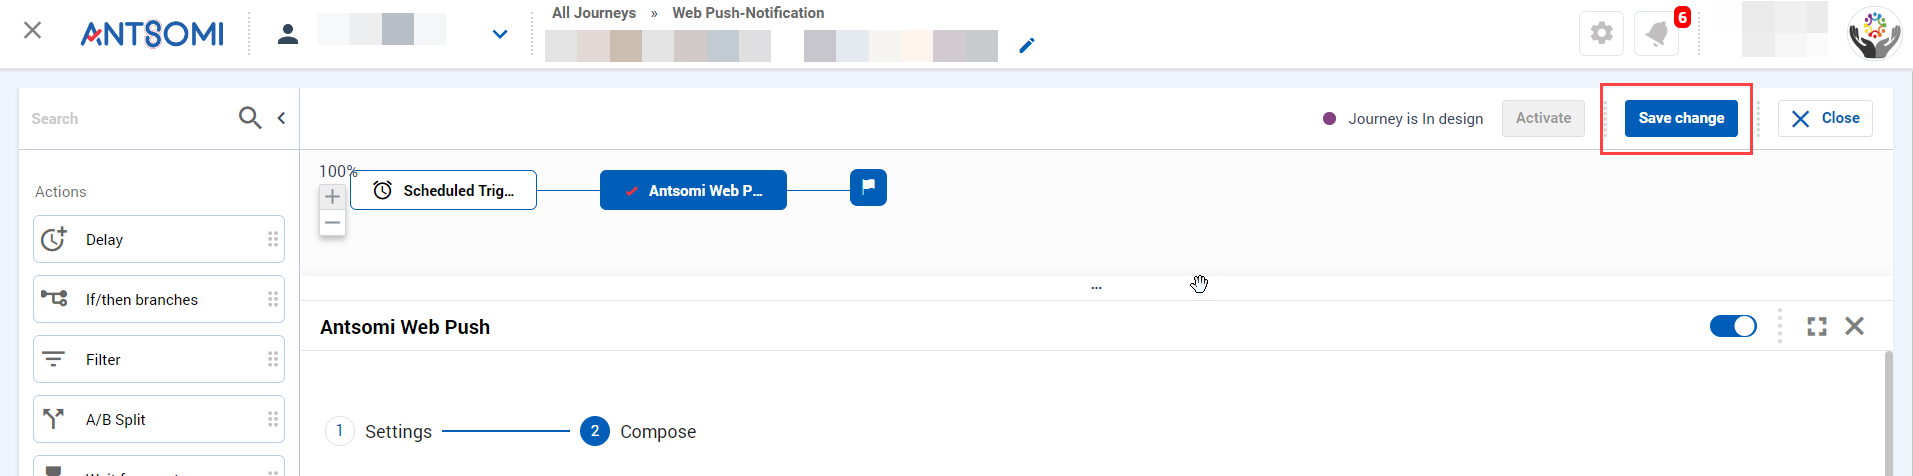 ANTSOMI
All Journeys » Web Push-Notification
6
Search
Journey is In design
Activate
Save change
Close
100%
Scheduled Trig...
Antsomi Web P...
Actions
Delay
If/then branches
Filter
A/B Split
...
Antsomi Web Push
1 Settings
2 Compose